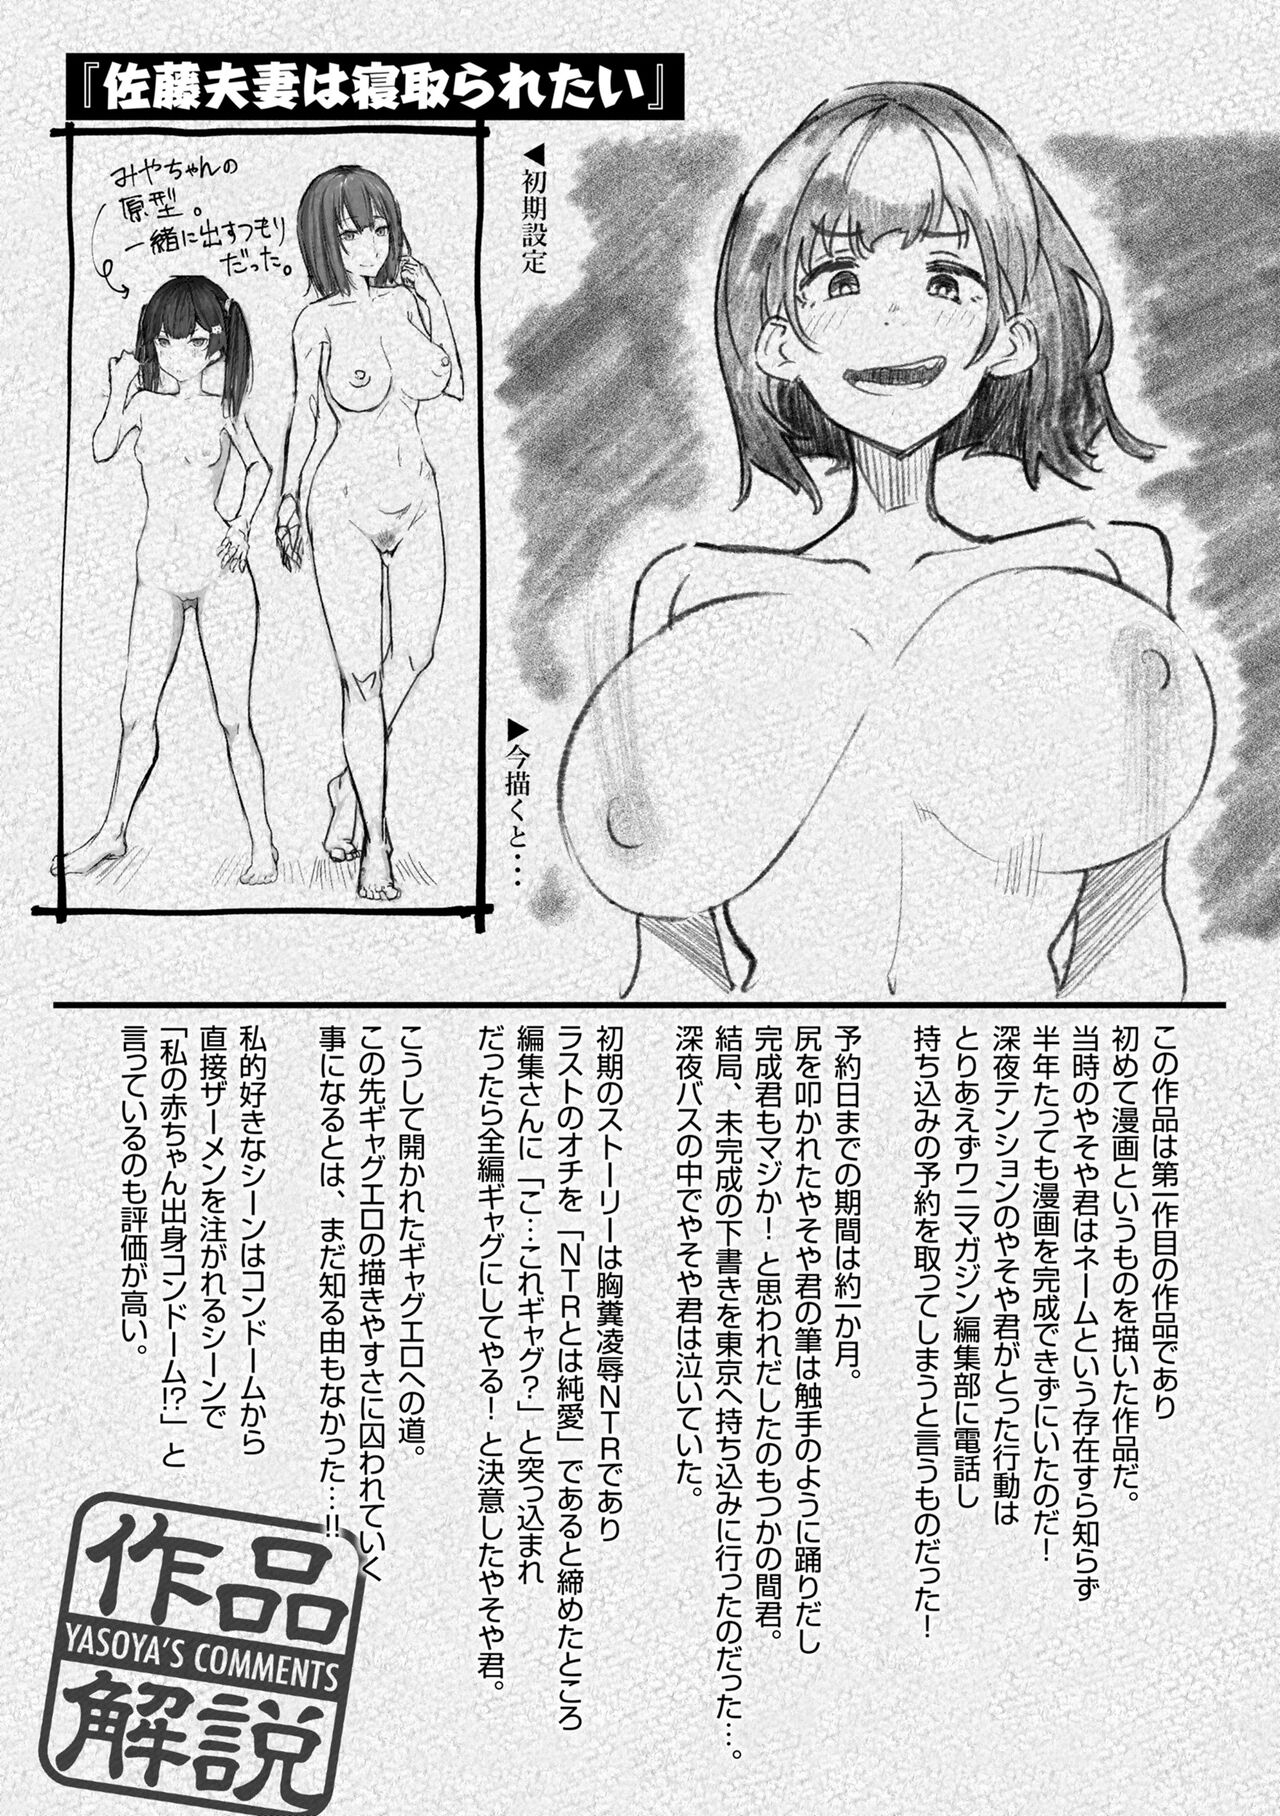 『佐藤夫妻は寝取られたい』
みやちゃんの
原型。
一緒に出すつもり
だった。
◀初期設定
▶今描くと・・・
この作品は第一作目の作品であり
初めて漫画というものを描いた作品だ。
当時のやそや君はネームという存在すら知らず
半年たっても漫画を完成できずにいたのだ！
深夜テンションのやそや君がとった行動は
とりあえずワニマガジン編集部に電話し
持ち込みの予約を取ってしまうと言うものだった！
予約日までの期間は約一か月。
尻を叩かれたやそや君の筆は触手のように踊りだし
完成君もマジか！と思われだしたのもつかの間君。
結局、未完成の下書きを東京へ持ち込みに行ったのだった…。
深夜バスの中でやそや君は泣いていた。
初期のストーリーは胸糞凌辱NTRであり
ラストのオチを「NTRとは純愛」であると締めたところ
編集さんに「こ…これギャグ？」と突っ込まれ
だったら全編ギャグにしてやる！と決意したやそや君。
こうして開かれたギャグエロへの道。
この先ギャグエロの描きやすさに囚われていく
事になるとは、まだ知る由もなかった…!!
私的好きなシーンはコンドームから
直接ザーメンを注がれるシーンで
「私の赤ちゃん出身コンドーム!?」と
言っているのも評価が高い。
作品
YASOYA'S COMMENTS
解説